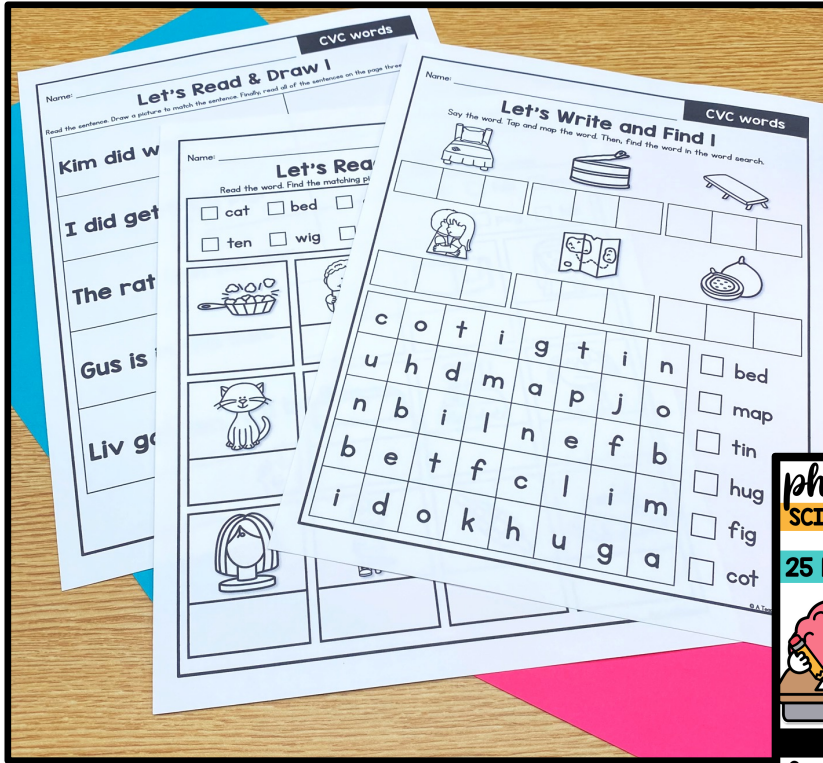 CVC words
Name:
Let's Read & Draw 1
Read the sentence. Draw a picture to match the sentence. Finally, read all of the sentences on the page three
Kim did w
I did get
The rat
Gus is
Liv go
Name:
Let's Rea
Read the word. Find the matching pi
cat bed
ten wig
CVC words
Name:
Let's Write and Find 1
Say the word. Tap and map the word. Then, find the word in the word search.
c o t i g t i n
u h d m a p j o
n b i l n e f b
b e t f c l i m
i d o k h u g a
bed
map
tin
hug
fig
cot
ph
SCI
25